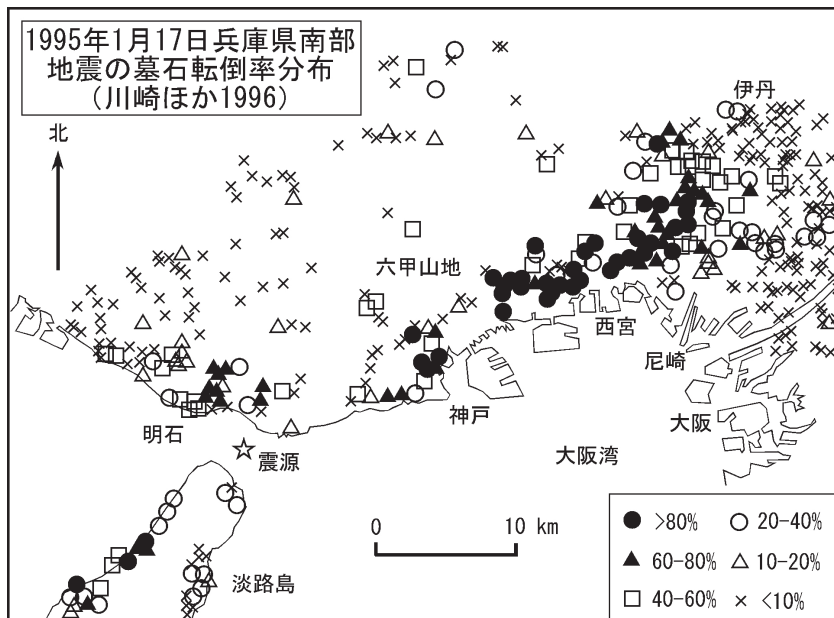 1995年1月17日兵庫県南部
地震の墓石転倒率分布
（川崎ほか1996）
北
伊丹
六甲山地
西宮
尼崎
神戸
大阪
明石
震源
大阪湾
淡路島
0 10 km
>80%
20-40%
60-80%
10-20%
40-60%
<10%